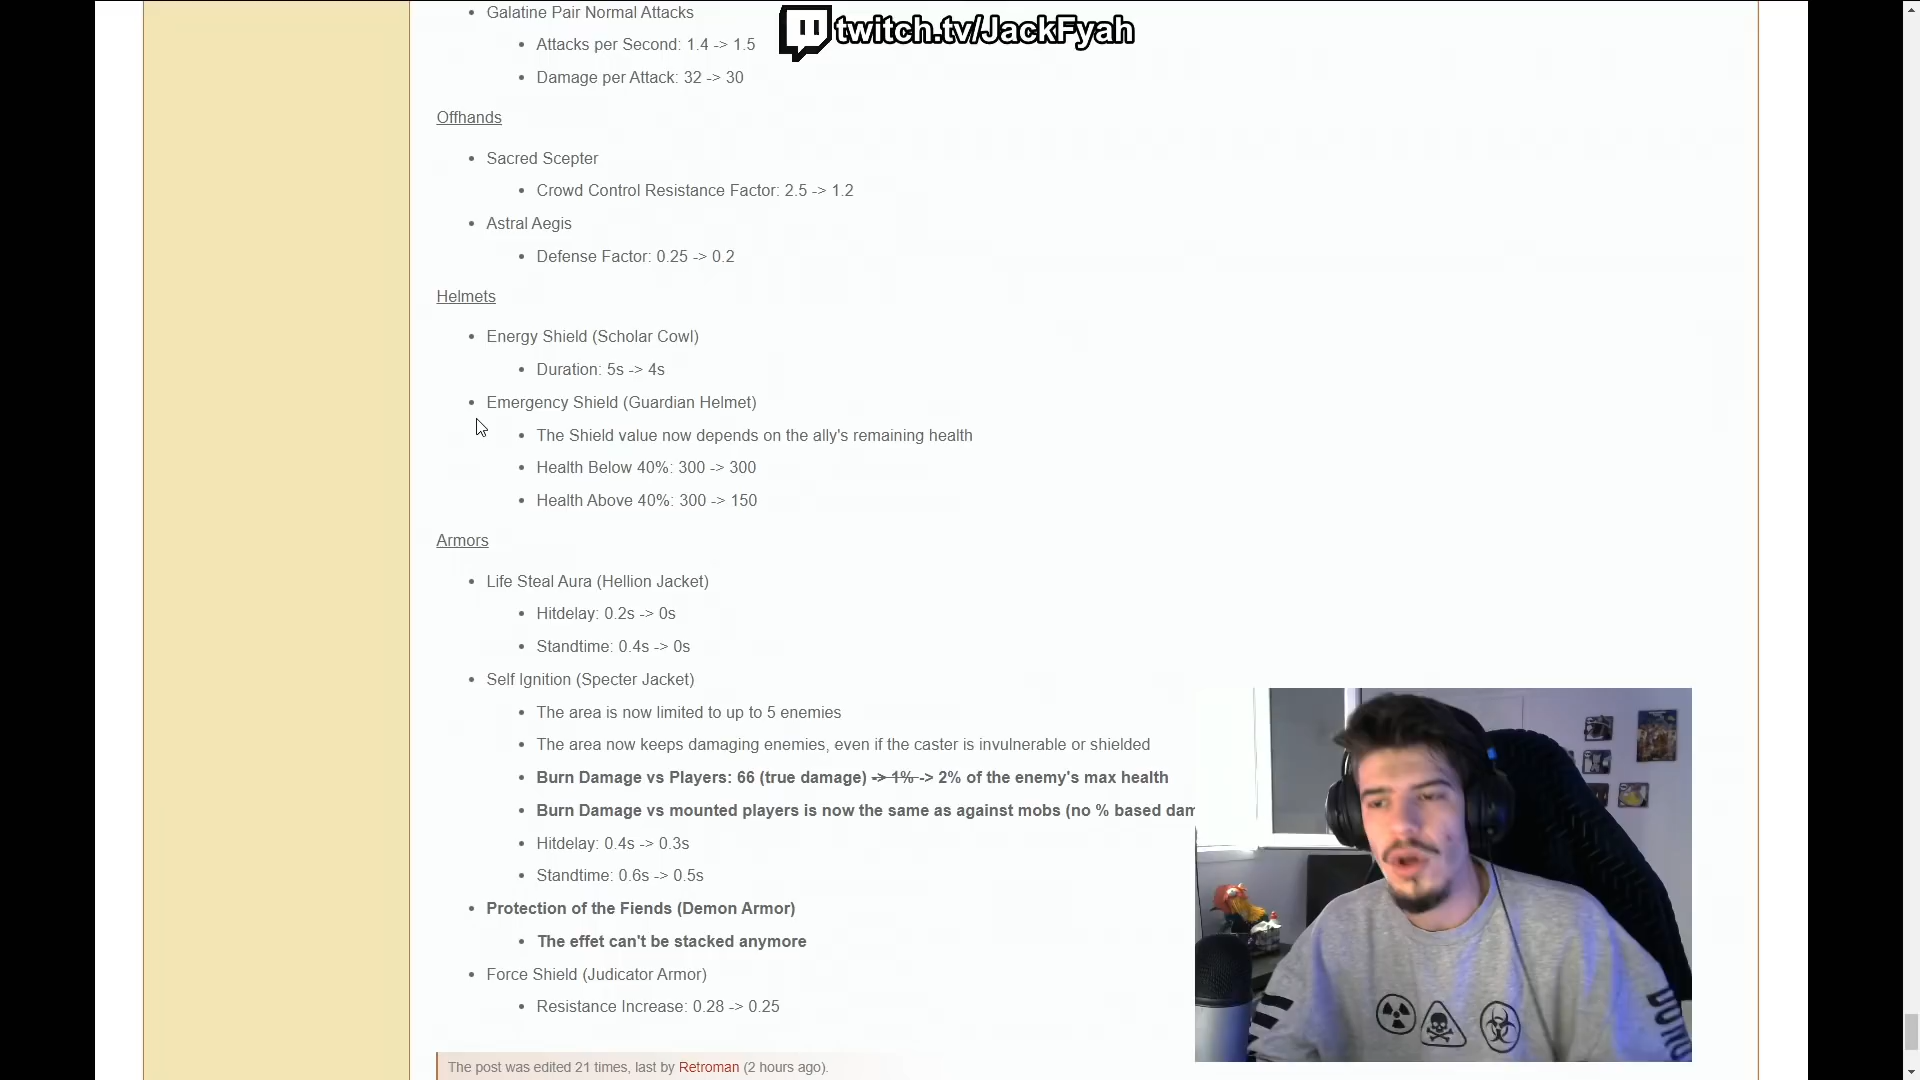 Galatine Pair Normal Attacks
twitch.tv/JackFyah
Attacks per Second: 1.4 -> 1.5
Damage per Attack: 32 -> 30
Offhands
Sacred Scepter
Crowd Control Resistance Factor: 2.5 -> 1.2
Astral Aegis
Defense Factor: 0.25 -> 0.2
Helmets
Energy Shield (Scholar Cowl)
Duration: 5s -> 4s
Emergency Shield (Guardian Helmet)
The Shield value now depends on the ally's remaining health
Health Below 40%: 300 -> 300
Health Above 40%: 300 -> 150
Armors
Life Steal Aura (Hellion Jacket)
Hitdelay: 0.2s -> 0s
Standtime: 0.4s -> 0s
Self Ignition (Specter Jacket)
The area is now limited to up to 5 enemies
The area now keeps damaging enemies, even if the caster is invulnerable or shielded
Burn Damage vs Players: 66 (true damage) -> 1% -> 2% of the enemy's max health
Burn Damage vs mounted players is now the same as against mobs (no % based dam
Hitdelay: 0.4s -> 0.3s
Standtime: 0.6s -> 0.5s
Protection of the Fiends (Demon Armor)
The effet can't be stacked anymore
Force Shield (Judicator Armor)
Resistance Increase: 0.28 -> 0.25
The post was edited 21 times, last by Retroman (2 hours ago).